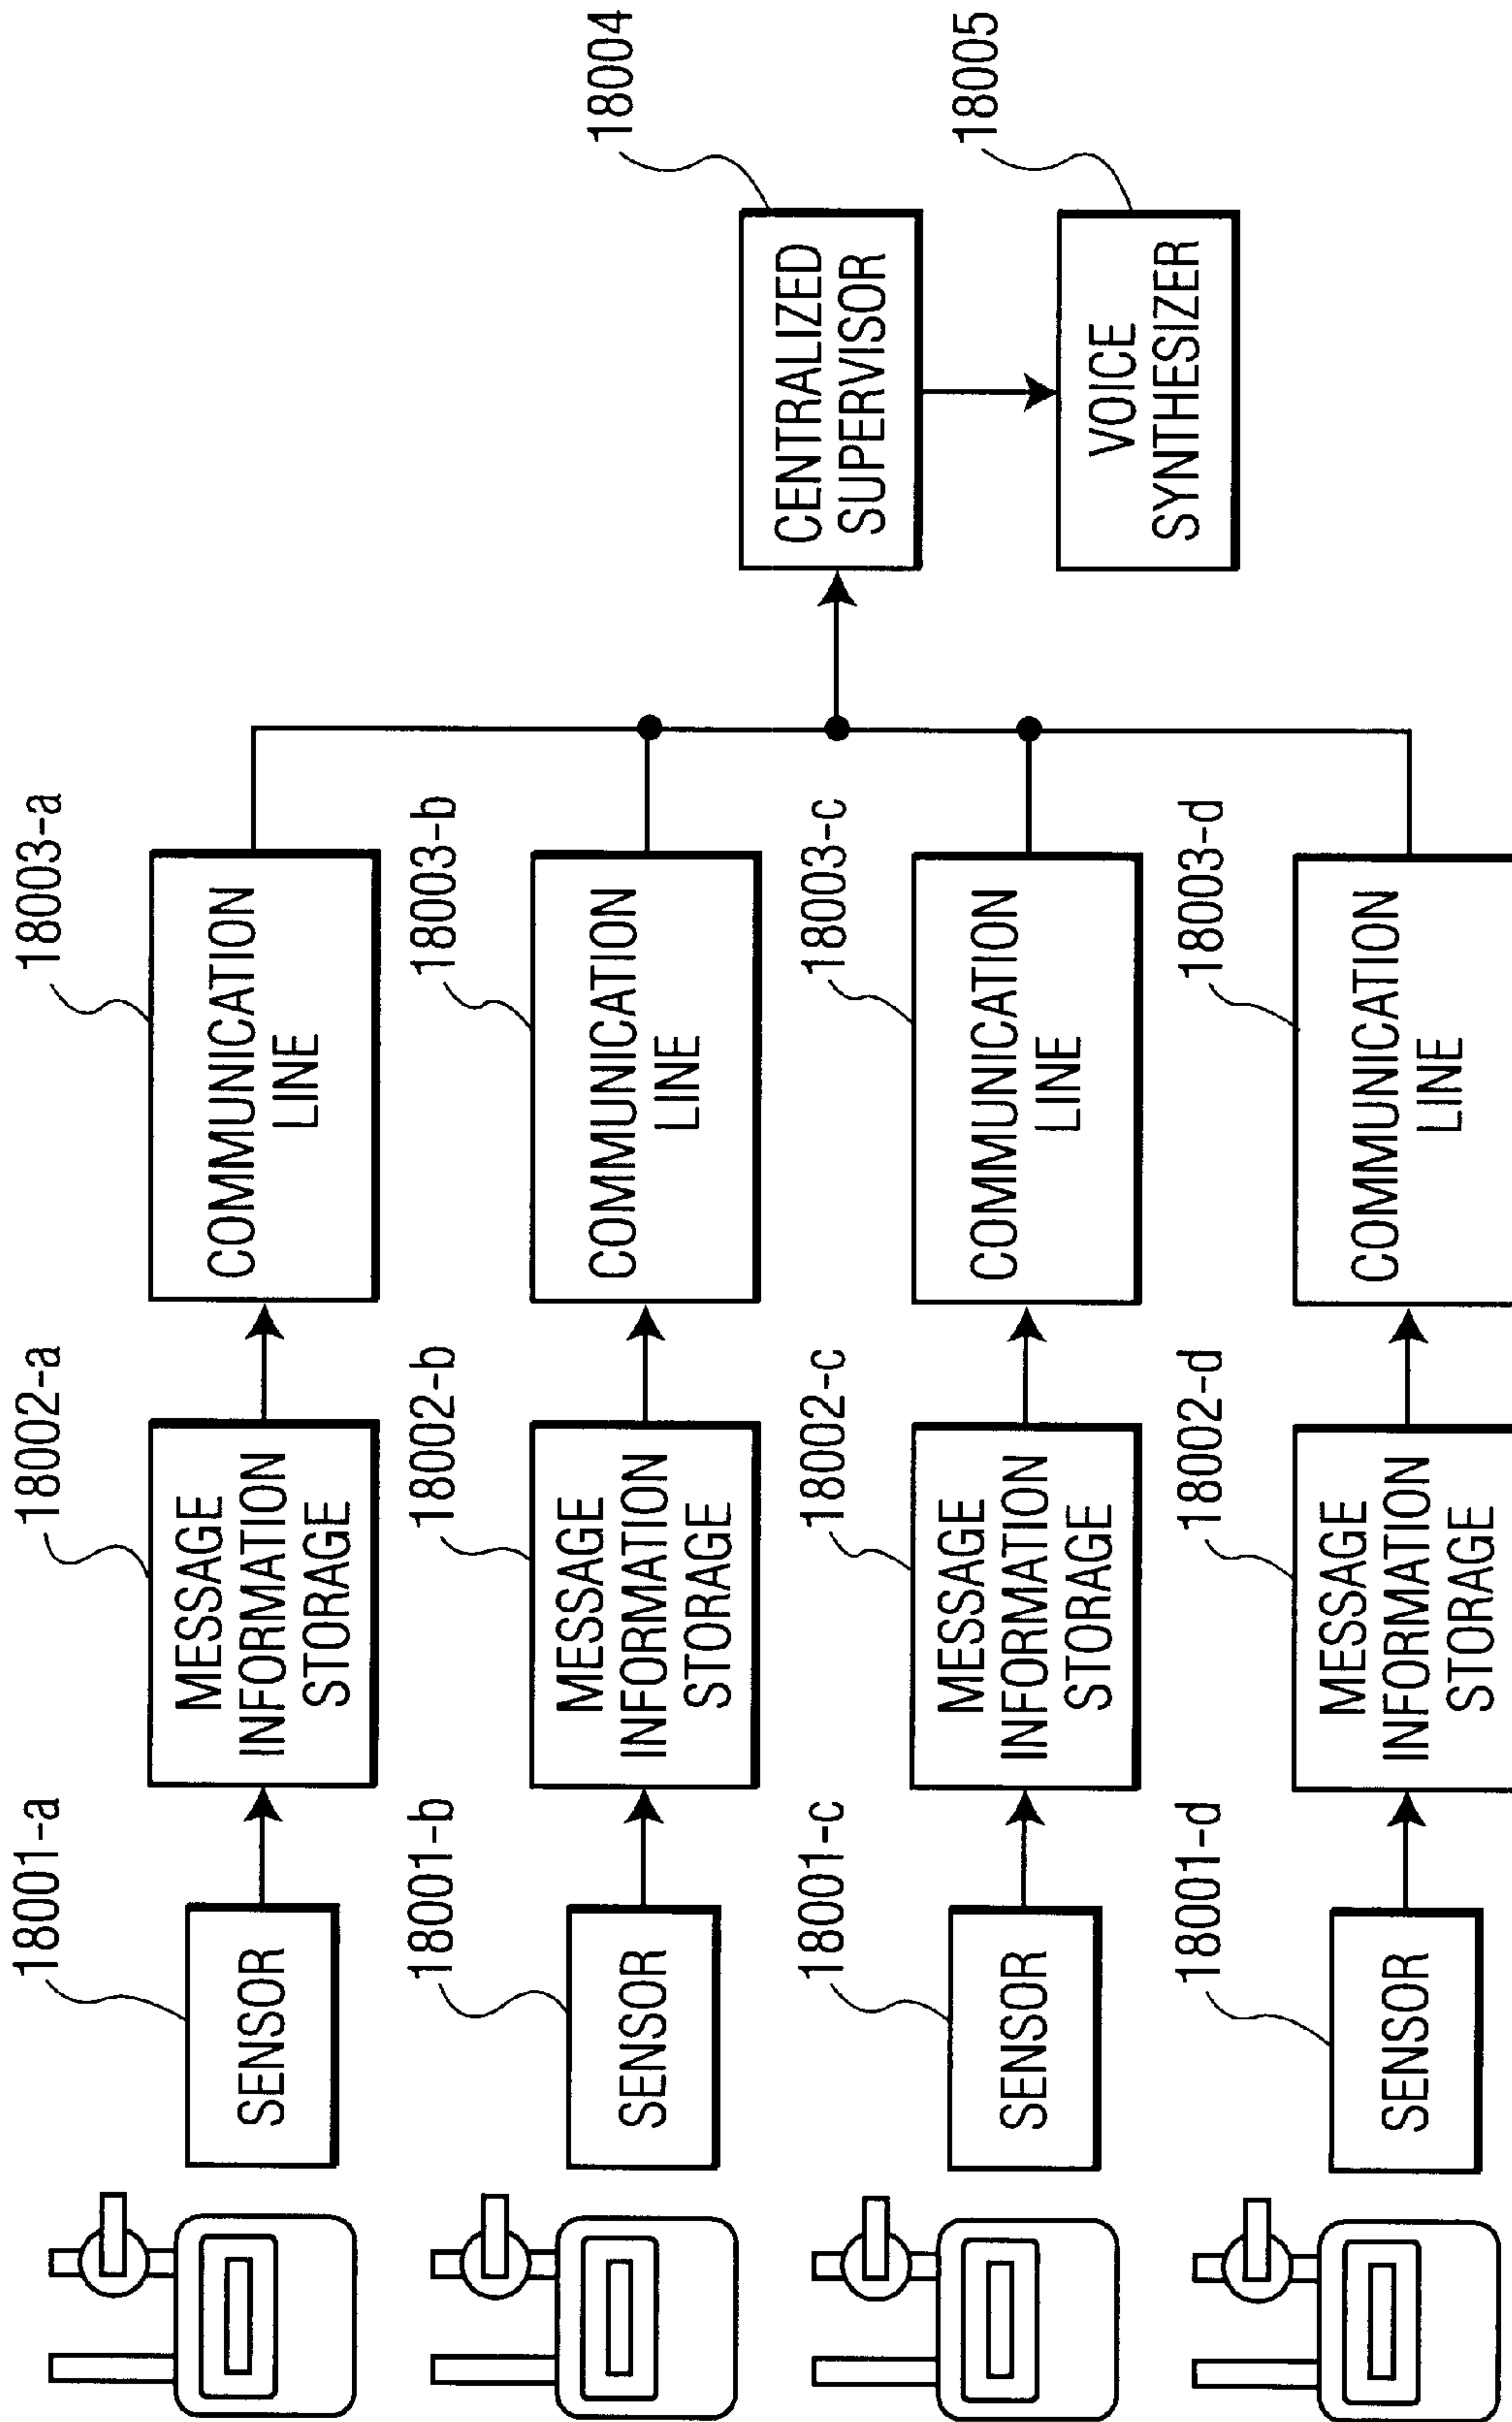 18001-a
SENSOR
18002-a
MESSAGE
INFORMATION
STORAGE
18003-a
COMMUNICATION
LINE
18001-b
SENSOR
18002-b
MESSAGE
INFORMATION
STORAGE
18003-b
COMMUNICATION
LINE
18001-c
SENSOR
18002-c
MESSAGE
INFORMATION
STORAGE
18003-c
COMMUNICATION
LINE
18001-d
SENSOR
18002-d
MESSAGE
INFORMATION
STORAGE
18003-d
COMMUNICATION
LINE
18004
CENTRALIZED
SUPERVISOR
18005
VOICE
SYNTHESIZER